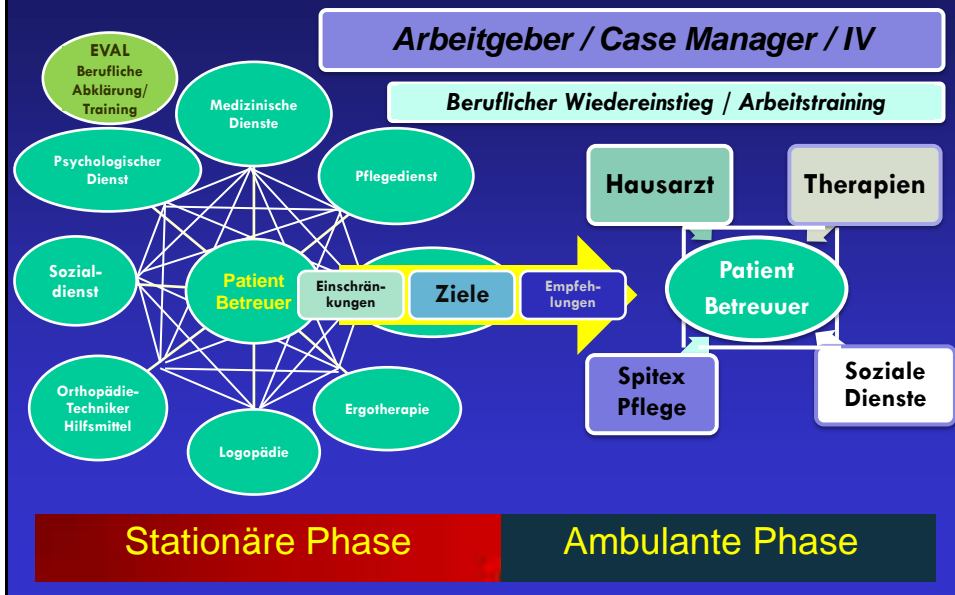 Arbeitgeber / Case Manager / IV
Beruflicher Wiedereinstieg / Arbeitstraining
EVAL
Berufliche
Abklärung/
Training
Medizinische
Dienste
Psychologischer
Dienst
Pflegedienst
Sozial-
dienst
Patient
Betreuer
Einschrän-
kungen
Ziele
Empfeh-
lungen
Orthopädie-
Techniker
Hilfsmittel
Logopädie
Ergotherapie
Hausarzt
Therapien
Patient
Betreuuer
Spitex
Pflege
Soziale
Dienste
Stationäre Phase
Ambulante Phase